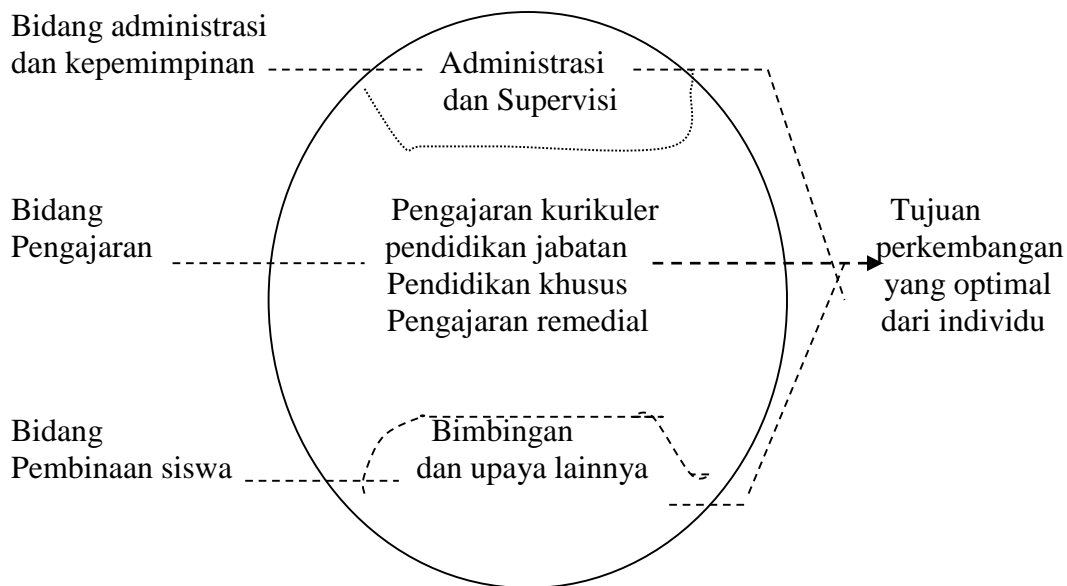 Bidang administrasi
dan kepemimpinan
Administrasi
dan Supervisi
Bidang
Pengajaran
Pengajaran kurikuler
pendidikan jabatan
Pendidikan khusus
Pengajaran remedial
Tujuan
perkembangan
yang optimal
dari individu
Bidang
Pembinaan siswa
Bimbingan
dan upaya lainnya